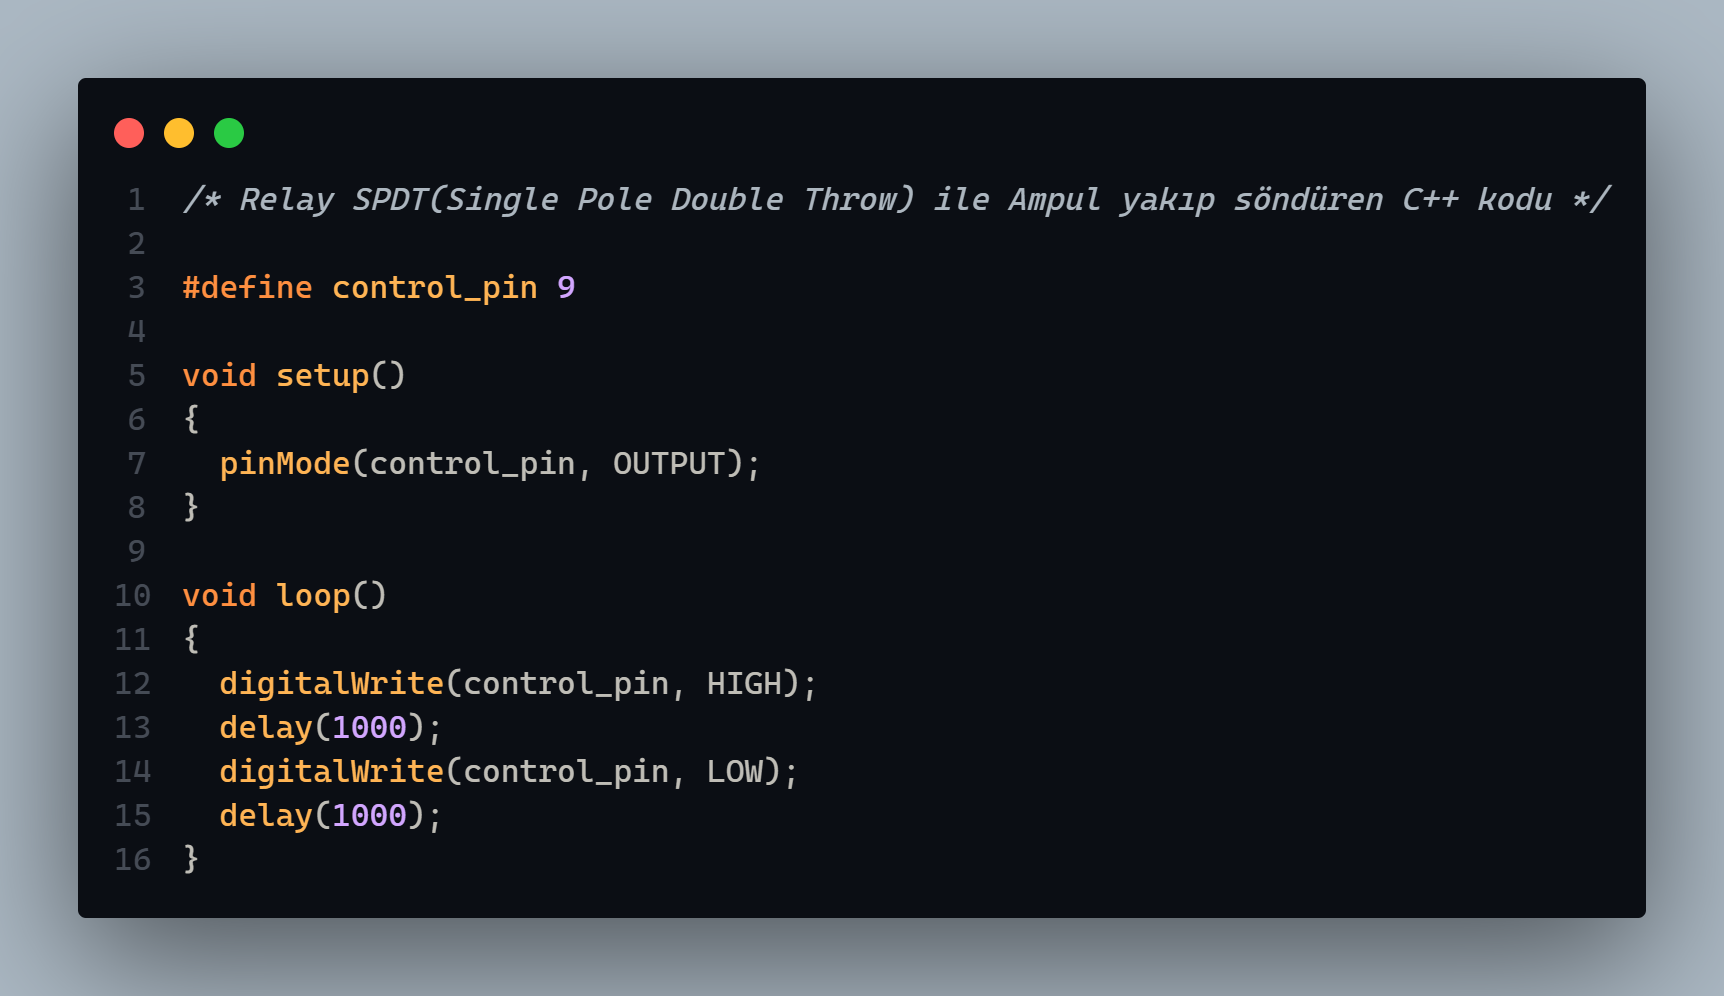 1 /* Relay SPDT(Single Pole Double Throw) ile Ampul yakıp söndüren C++ kodu */
2
3 #define control_pin 9
4
5 void setup()
6 {
7   pinMode(control_pin, OUTPUT);
8 }
9
10 void loop()
11 {
12   digitalWrite(control_pin, HIGH);
13   delay(1000);
14   digitalWrite(control_pin, LOW);
15   delay(1000);
16 }